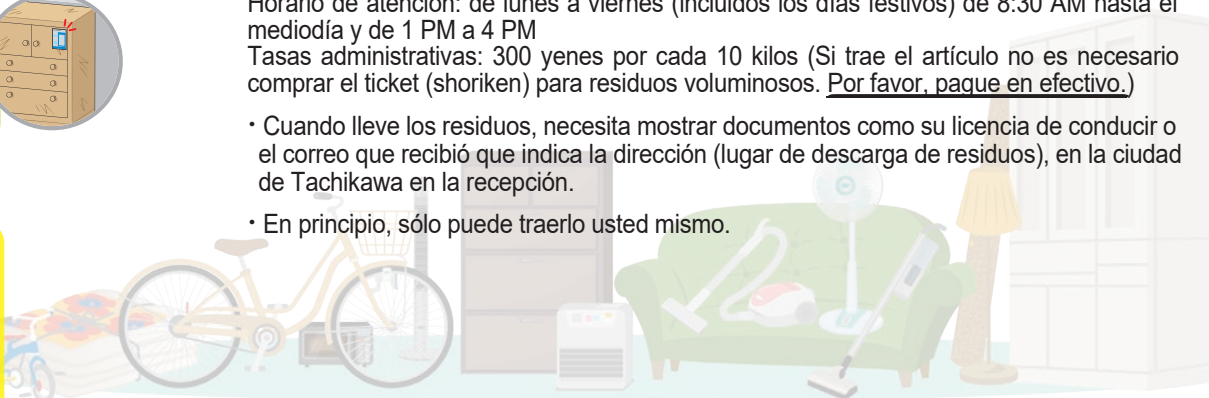 Horario de atención: de lunes a viernes (incluidos los días festivos) de 8:30 AM hasta el
mediodía y de 1 PM a 4 PM
Tasas administrativas: 300 yenes por cada 10 kilos (Si trae el artículo no es necesario
comprar el ticket (shoriken) para residuos voluminosos. Por favor, pague en efectivo.)
・Cuando lleve los residuos, necesita mostrar documentos como su licencia de conducir o
el correo que recibió que indica la dirección (lugar de descarga de residuos), en la ciudad
de Tachikawa en la recepción.
・En principio, sólo puede traerlo usted mismo.